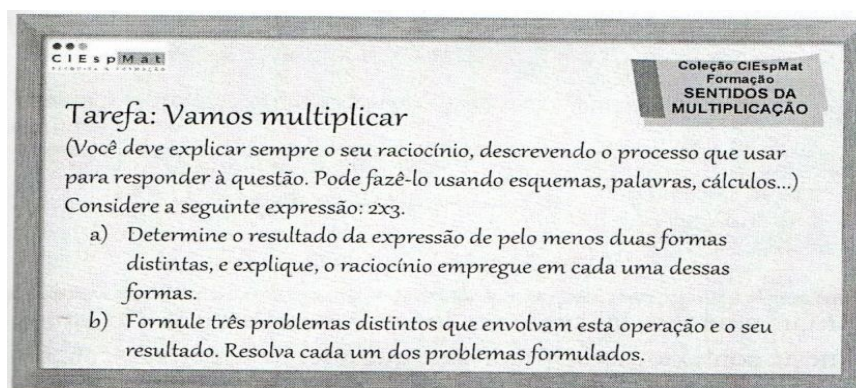 CIEspMat
Coleção CIEspMat
Formação
SENTIDOS DA
MULTIPLICAÇÃO
Tarefa: Vamos multiplicar
(Você deve explicar sempre o seu raciocínio, descrevendo o processo que usar
para responder à questão. Pode fazê-lo usando esquemas, palavras, cálculos...)
Considere a seguinte expressão: 2x3.
a) Determine o resultado da expressão de pelo menos duas formas
distintas, e explique, o raciocínio empregue em cada uma dessas
formas.
b) Formule três problemas distintos que envolvam esta operação e o seu
resultado. Resolva cada um dos problemas formulados.